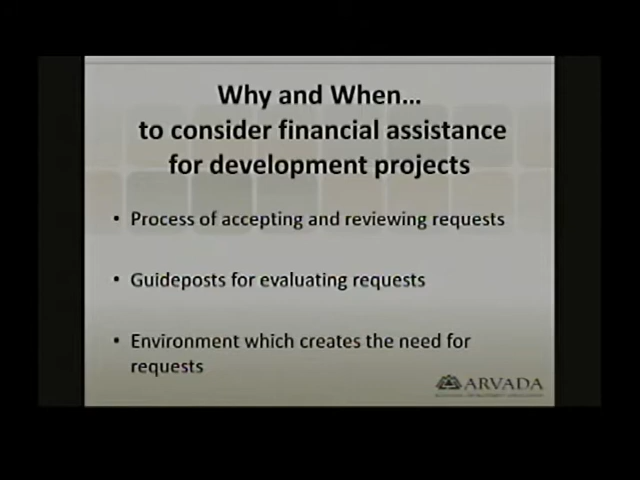 Why and When...
to consider financial assistance
for development projects
• Process of accepting and reviewing requests
• Guideposts for evaluating requests
• Environment which creates the need for
requests
ARVADA